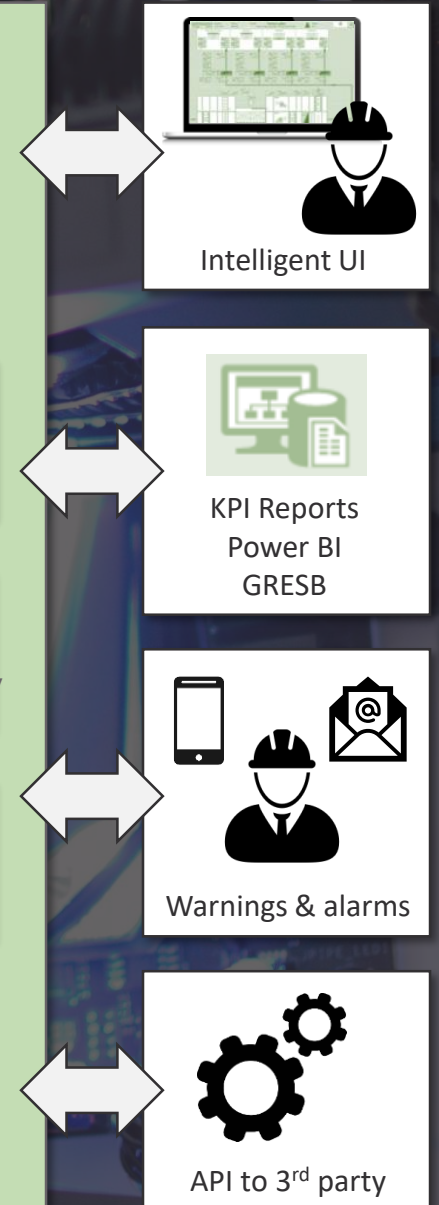 Intelligent UI
KPI Reports
Power BI
GRESB
@
Warnings & alarms
API to 3rd party